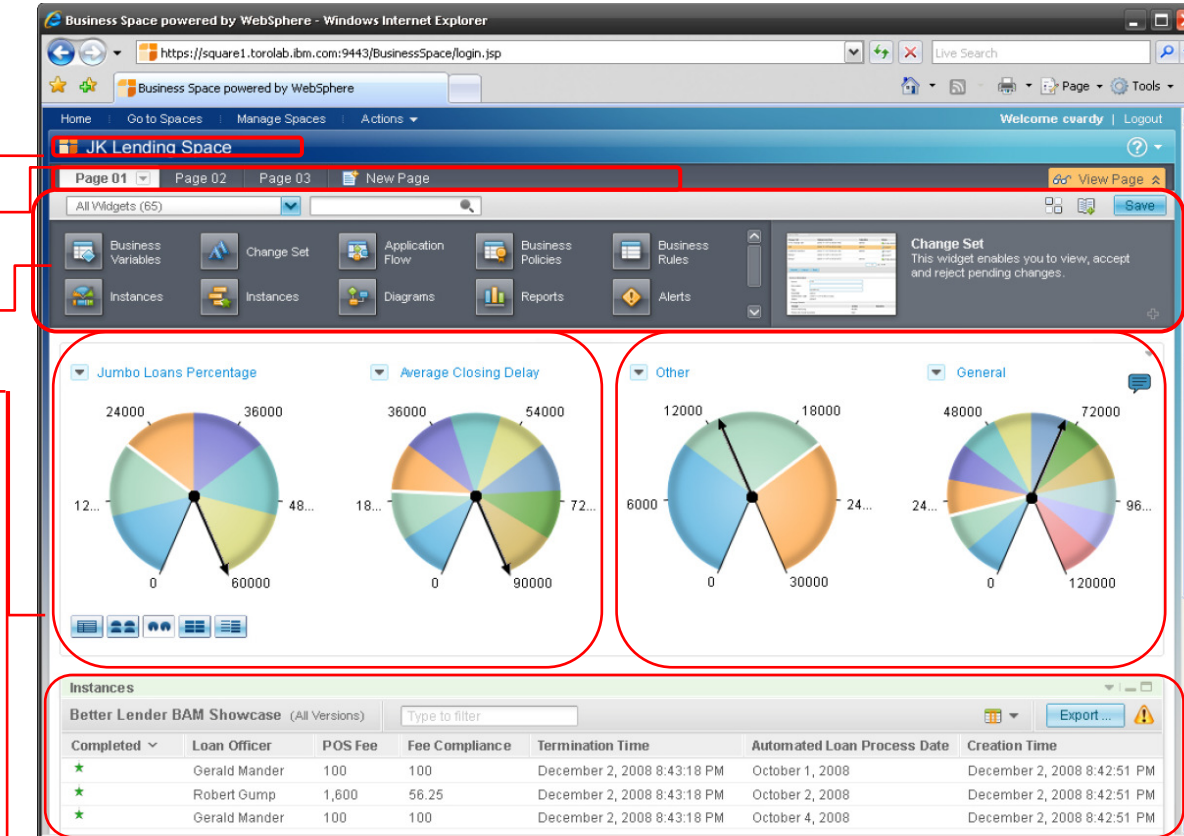 Business Space powered by WebSphere - Windows Internet Explorer
https://square1.torolab.ibm.com:9443/BusinessSpace/login.jsp
Live Search
Business Space powered by WebSphere
Page
Tools
Home Go to Spaces Manage Spaces Actions
Welcome cvardy | Logout
JK Lending Space
?
Page 01 Page 02 Page 03 New Page
View Page
All Widgets (65)
Save
Business Variables
Change Set
Application Flow
Business Policies
Business Rules
Instances
Instances
Diagrams
Reports
Alerts
Change Set
This widget enables you to view, accept
and reject pending changes.
Jumbo Loans Percentage
Average Closing Delay
Other
General
24000 36000
12... 48...
0 60000
36000 54000
18... 72...
0 90000
12000 18000
6000 24...
0 30000
48000 72000
24... 96...
0 120000
Instances
Better Lender BAM Showcase (All Versions)
Type to filter
Export ...
Completed Loan Officer POS Fee Fee Compliance Termination Time Automated Loan Process Date Creation Time
Gerald Mander 100 100 December 2, 2008 8:43:18 PM October 1, 2008 December 2, 2008 8:42:51 PM
Robert Gump 1,600 56.25 December 2, 2008 8:43:18 PM October 2, 2008 December 2, 2008 8:42:51 PM
Gerald Mander 100 100 December 2, 2008 8:43:18 PM October 4, 2008 December 2, 2008 8:42:51 PM